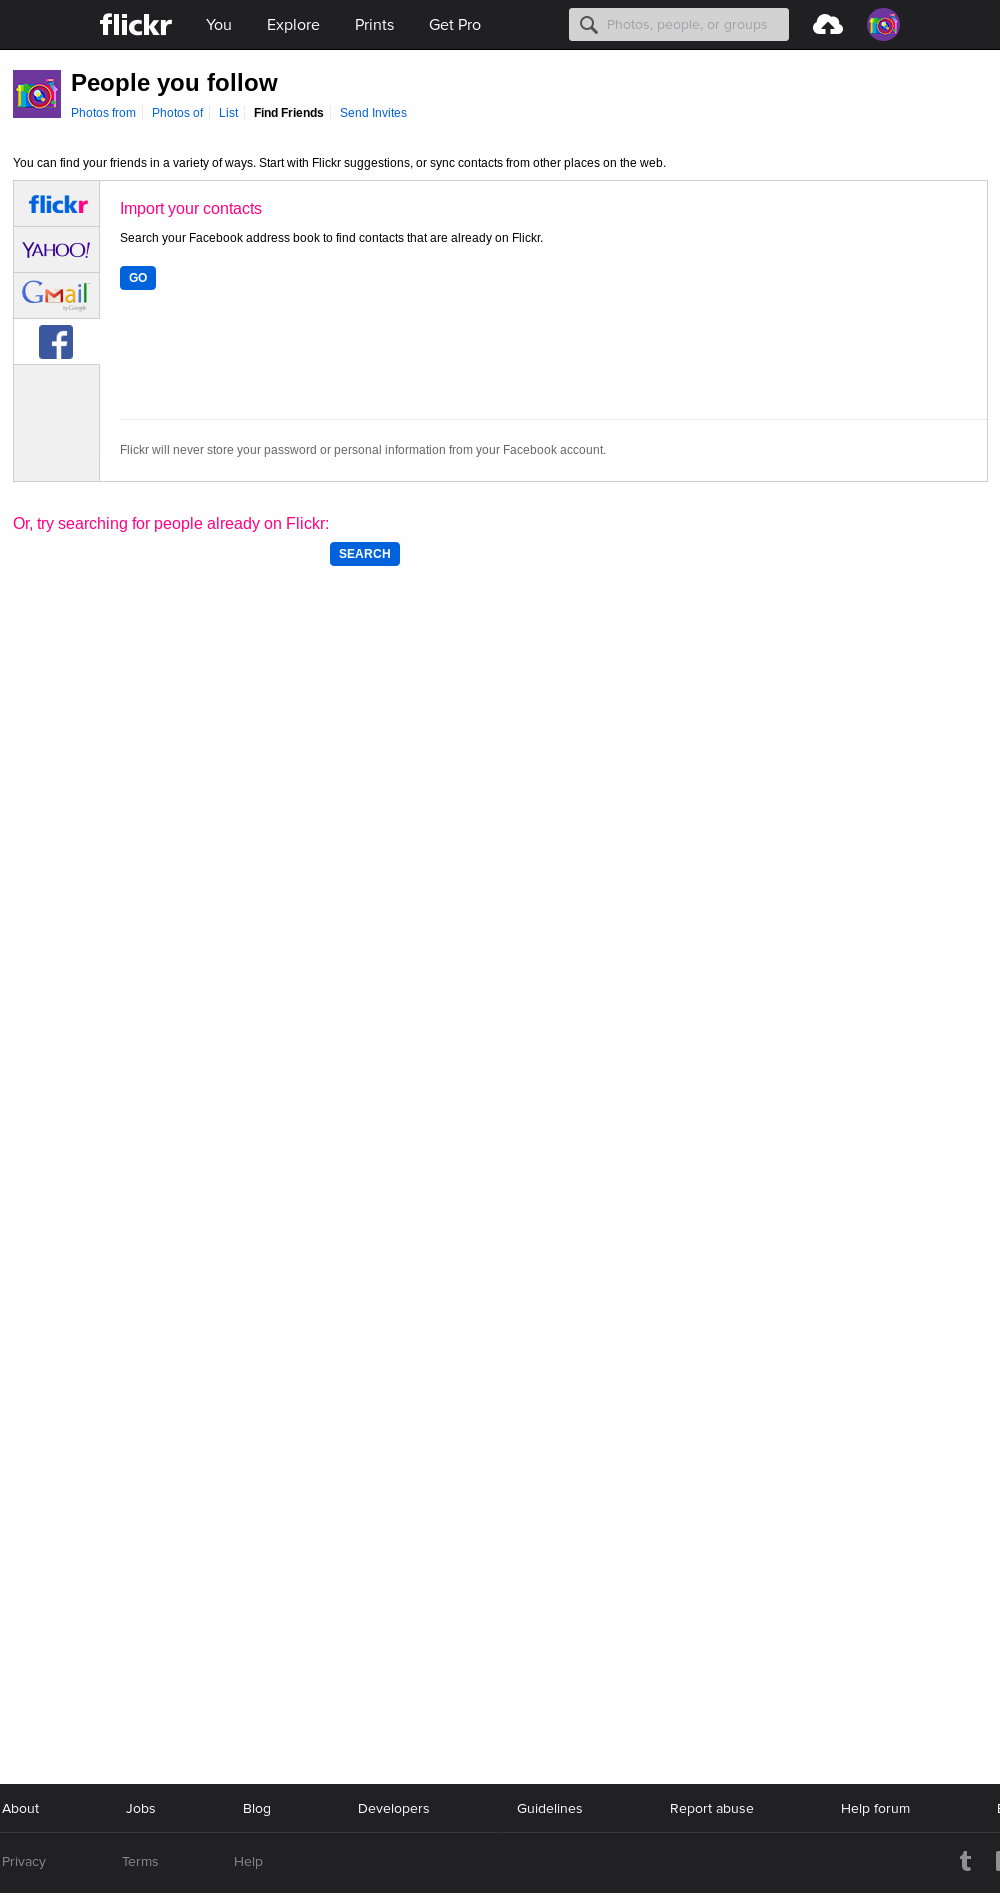 flickr You Explore Prints Get Pro Photos, people, or groups
People you follow
Photos from Photos of List Find Friends Send Invites
You can find your friends in a variety of ways. Start with Flickr suggestions, or sync contacts from other places on the web.
flickr
YAHOO!
Gmail
by Google
f
Import your contacts
Search your Facebook address book to find contacts that are already on Flickr.
GO
Flickr will never store your password or personal information from your Facebook account.
Or, try searching for people already on Flickr:
SEARCH
About Jobs Blog Developers Guidelines Report abuse Help forum
Privacy Terms Help t